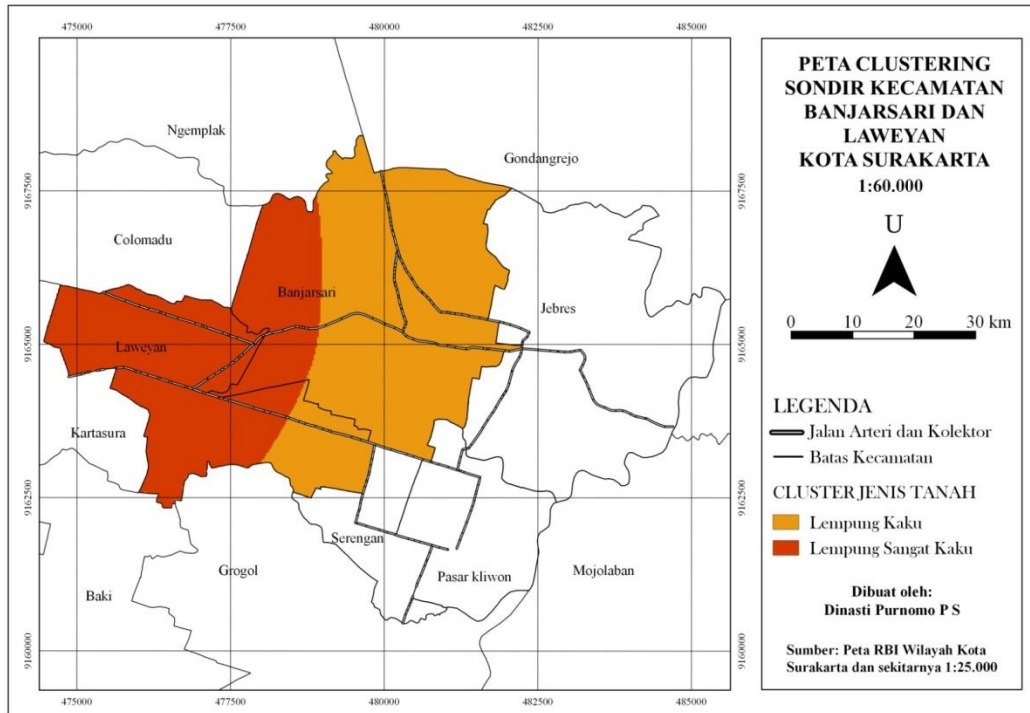 475000
477500
480000
482500
485000
9167500
9167500
9165000
9165000
9162500
9162500
9160000
9160000
Ngemplak
Gondangrejo
Colomadu
Banjarsari
Jebres
Laweyan
Kartasura
Serengan
Grogol
Pasar kliwon
Mojolaban
Baki
475000
477500
480000
482500
485000
PETA CLUSTERING
SONDIR KECAMATAN
BANJARSARI DAN
LAWEYAN
KOTA SURAKARTA
1:60.000
U
0 10 20 30 km
LEGENDA
Jalan Arteri dan Kolektor
Batas Kecamatan
CLUSTER JENIS TANAH
Lempung Kaku
Lempung Sangat Kaku
Dibuat oleh:
Dinasti Purnomo P S
Sumber: Peta RBI Wilayah Kota
Surakarta dan sekitarnya 1:25.000